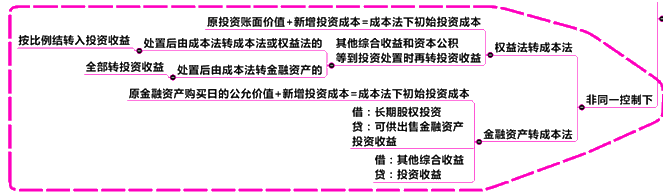 原投资账面价值+新增投资成本=成本法下初始投资成本
按比例结转入投资收益
处置后由成本法转成本法或权益法的
其他综合收益和资本公积
等到投资处置时再转投资收益
权益法转成本法
全部转投资收益
处置后由成本法转金融资产的
原金融资产购买日的公允价值+新增投资成本=成本法下初始投资成本
非同一控制下
借：长期股权投资
贷：可供出售金融资产
投资收益
金融资产转成本法
借：其他综合收益
贷：投资收益